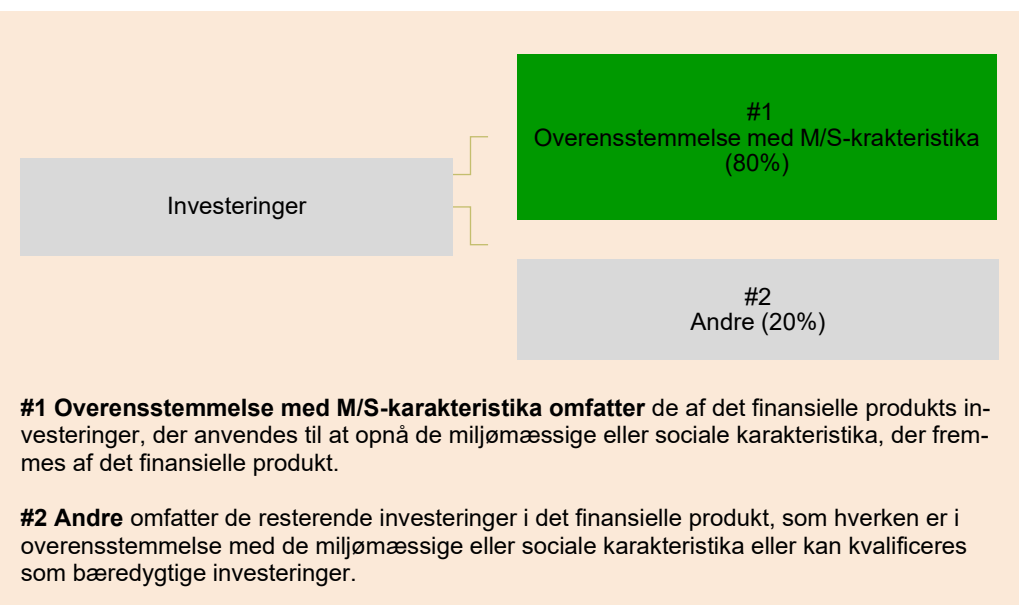 #1
Overensstemmelse med M/S-krakteristika
(80%)
Investeringer
#2
Andre (20%)
#1 Overensstemmelse med M/S-karakteristika omfatter de af det finansielle produkts in-
vesteringer, der anvendes til at opnå de miljømæssige eller sociale karakteristika, der frem-
mes af det finansielle produkt.
#2 Andre omfatter de resterende investeringer i det finansielle produkt, som hverken er i
overensstemmelse med de miljømæssige eller sociale karakteristika eller kan kvalificeres
som bæredygtige investeringer.